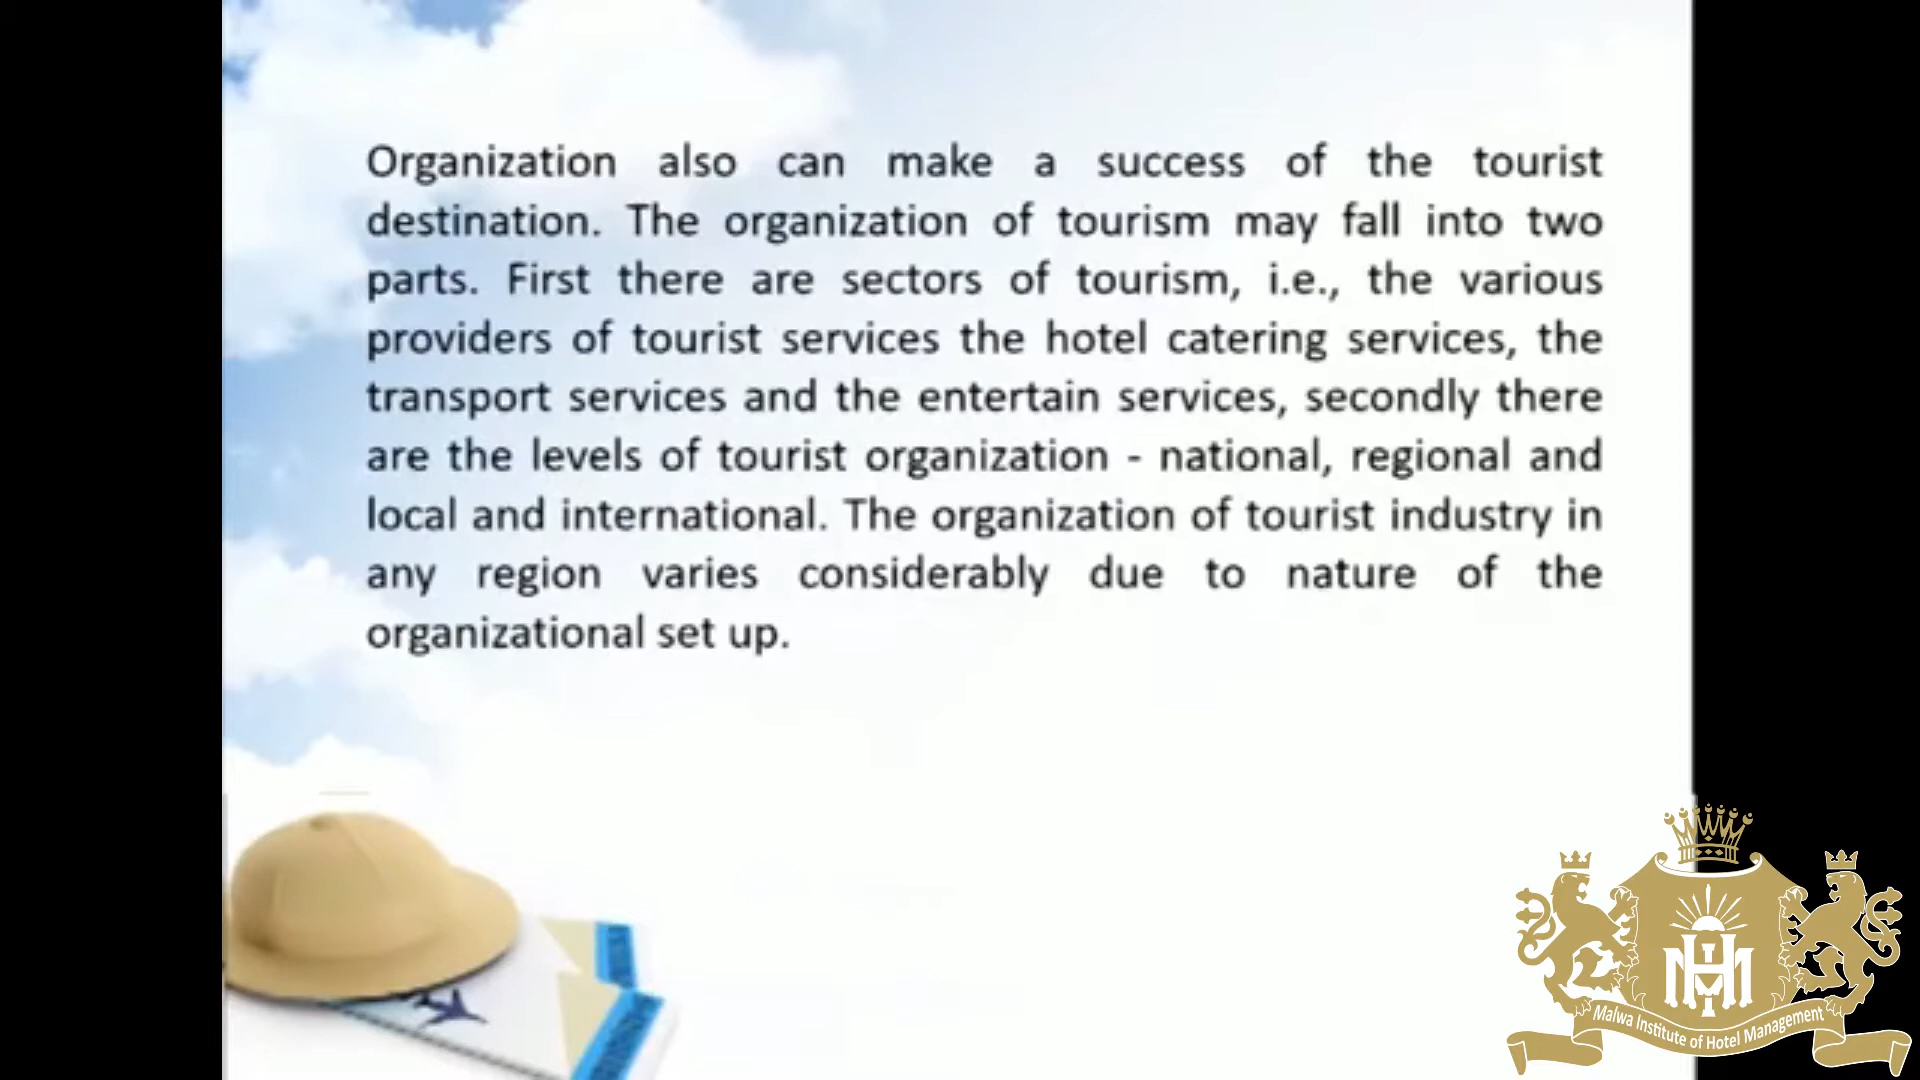 Organization also can make a success of the tourist
destination. The organization of tourism may fall into two
parts. First there are sectors of tourism, i.e., the various
providers of tourist services the hotel catering services, the
transport services and the entertain services, secondly there
are the levels of tourist organization - national, regional and
local and international. The organization of tourist industry in
any region varies considerably due to nature of the
organizational set up.
Malwa Institute of Hotel Management